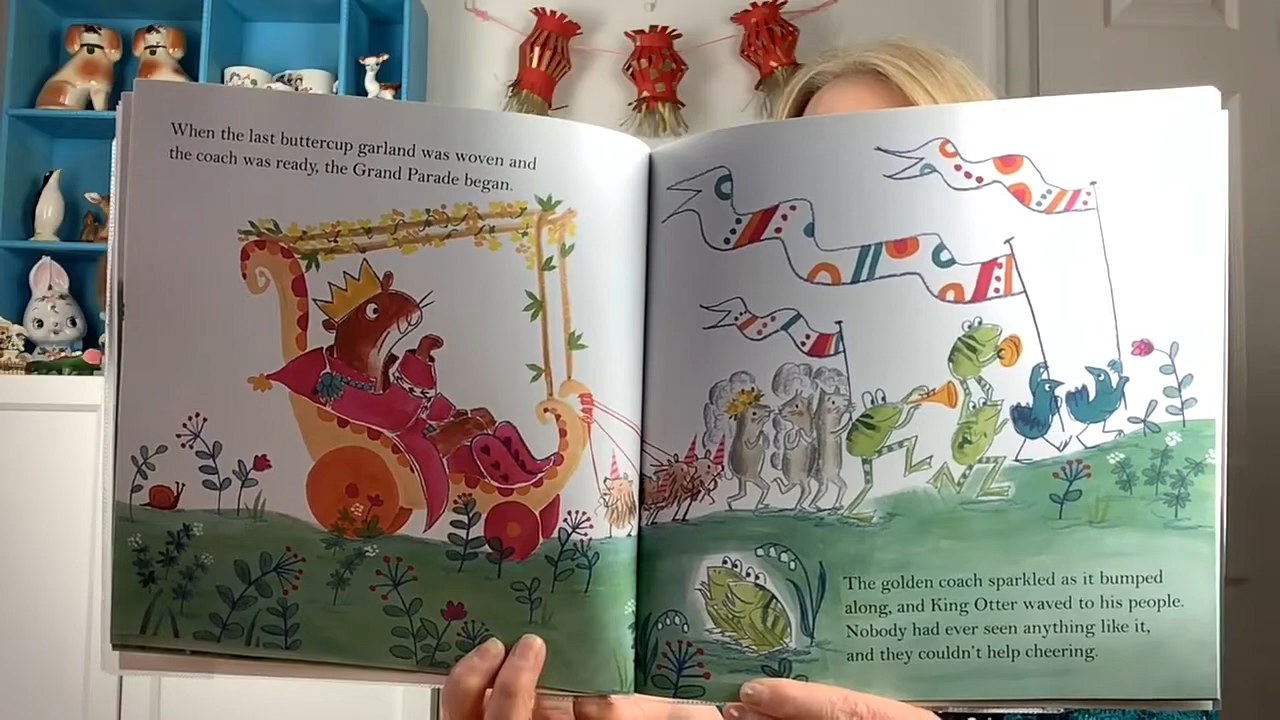 When the last buttercup garland was woven and
the coach was ready, the Grand Parade began.
The golden coach sparkled as it bumped
along, and King Otter waved to his people.
Nobody had ever seen anything like it,
and they couldn't help cheering.